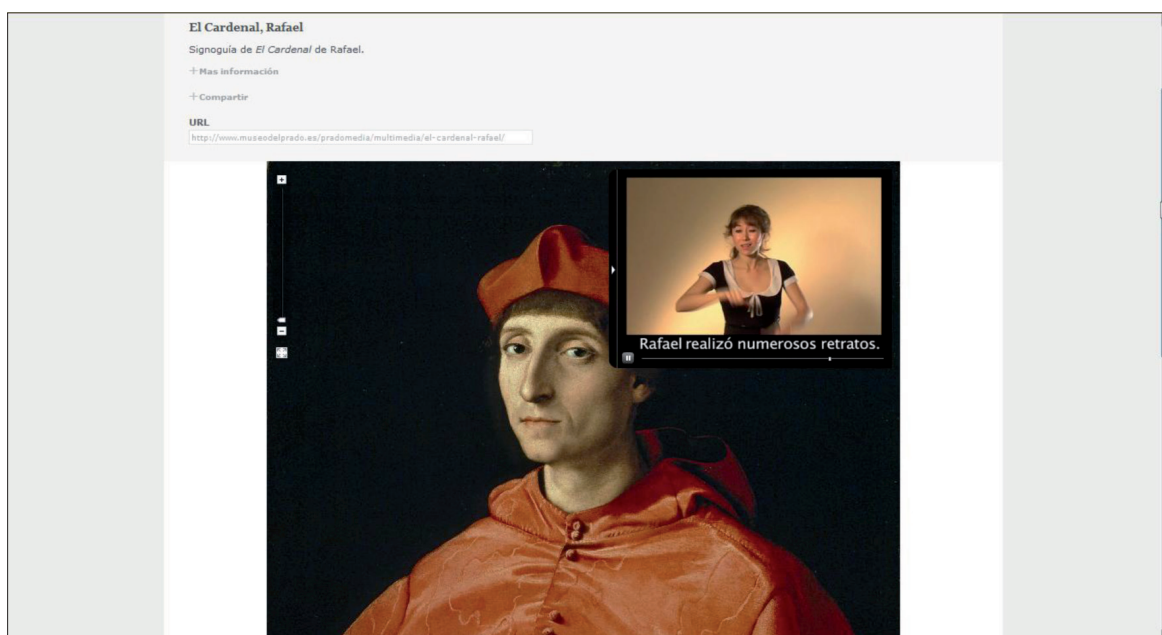 El Cardenal, Rafael
Signoguía de El Cardenal de Rafael.
+Mas información
+Compartir
URL
http://www.museodelprado.es/pradomedia/multimedia/el-cardenal-rafael/
Rafael realizó numerosos retratos.